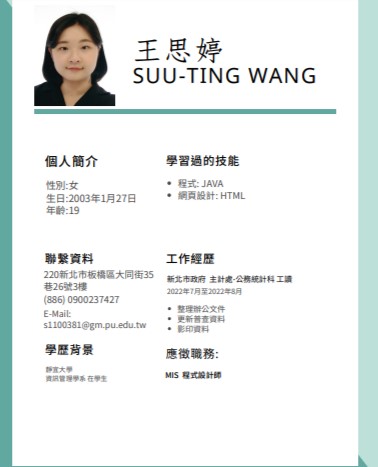 王思婷
SUU-TING WANG
個人簡介
性別:女
生日:2003年1月27日
年齡:19
學習過的技能
程式: JAVA
網頁設計: HTML
聯繫資料
220新北市板橋區大同街35
巷26號3樓
(886) 0900237427
E-Mail:
s1100381@gm.pu.edu.tw
學歷背景
靜宜大學
資訊管理學系 在學生
工作經歷
新北市政府 主計處-公務統計科 工讀
2022年7月至2022年8月
整理辦公文件
更新普查資料
影印資料
應徵職務:
MIS 程式設計師